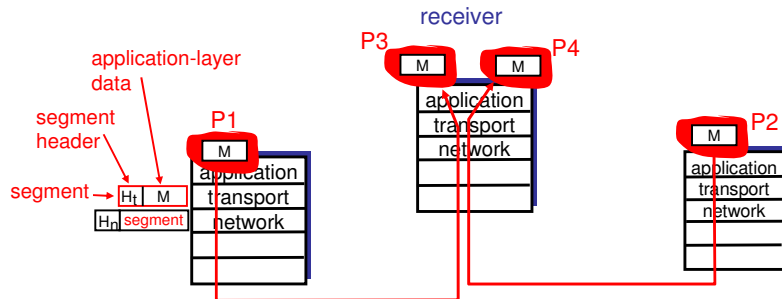 receiver
P3
P4
M
M
application-layer
data
application
transport
network
segment
header
P1
M
P2
M
application
transport
network
segment
Ht M
Hn segment
application
transport
network